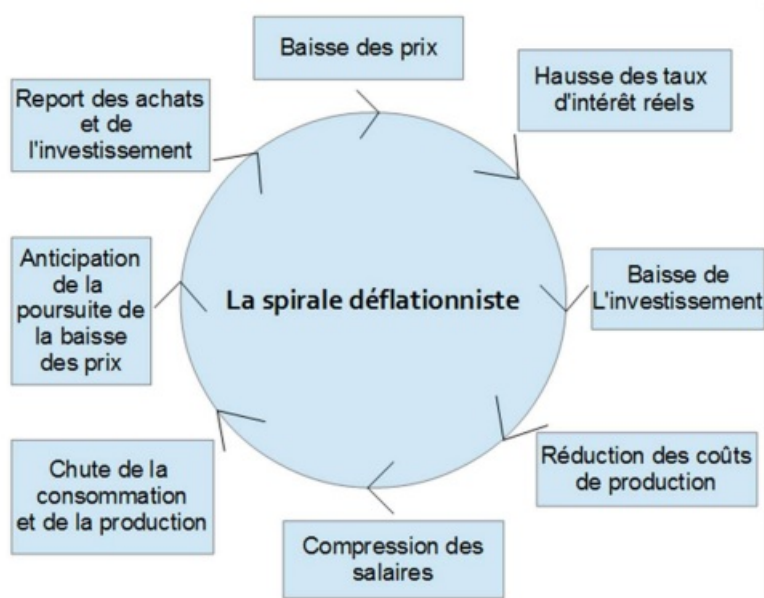 Baisse des prix
Hausse des taux
d'intérêt réels
Baisse de
L'investissement
Réduction des coûts
de production
Compression des
salaires
Chute de la
consommation
et de la production
Anticipation
de la
poursuite de
la baisse
des prix
Report des achats
et de
l'investissement
La spirale déflationniste